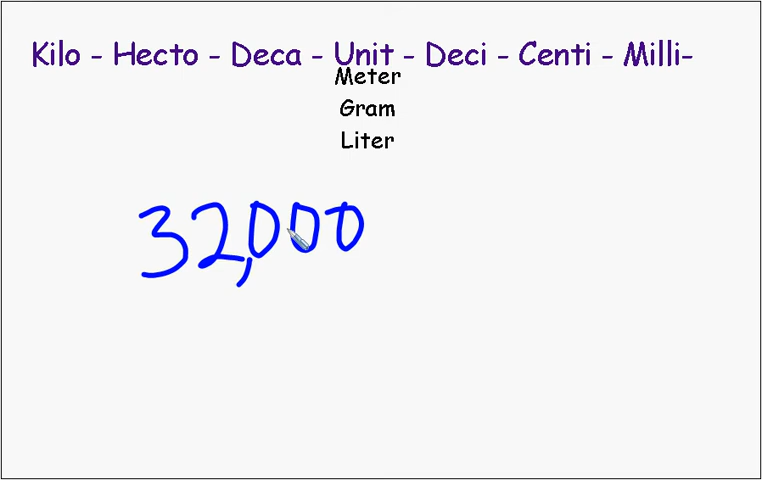 Kilo - Hecto - Deca - Unit - Deci - Centi - Milli-
Meter
Gram
Liter
32,000